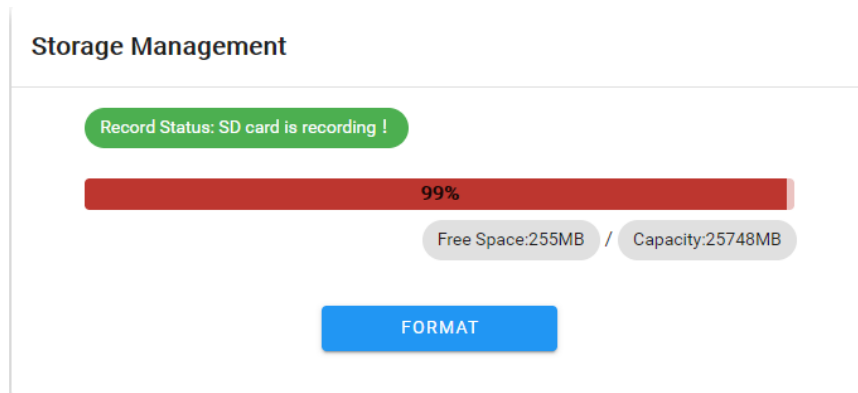 Storage Management
Record Status: SD card is recording !
99%
Free Space:255MB / Capacity:25748MB
FORMAT